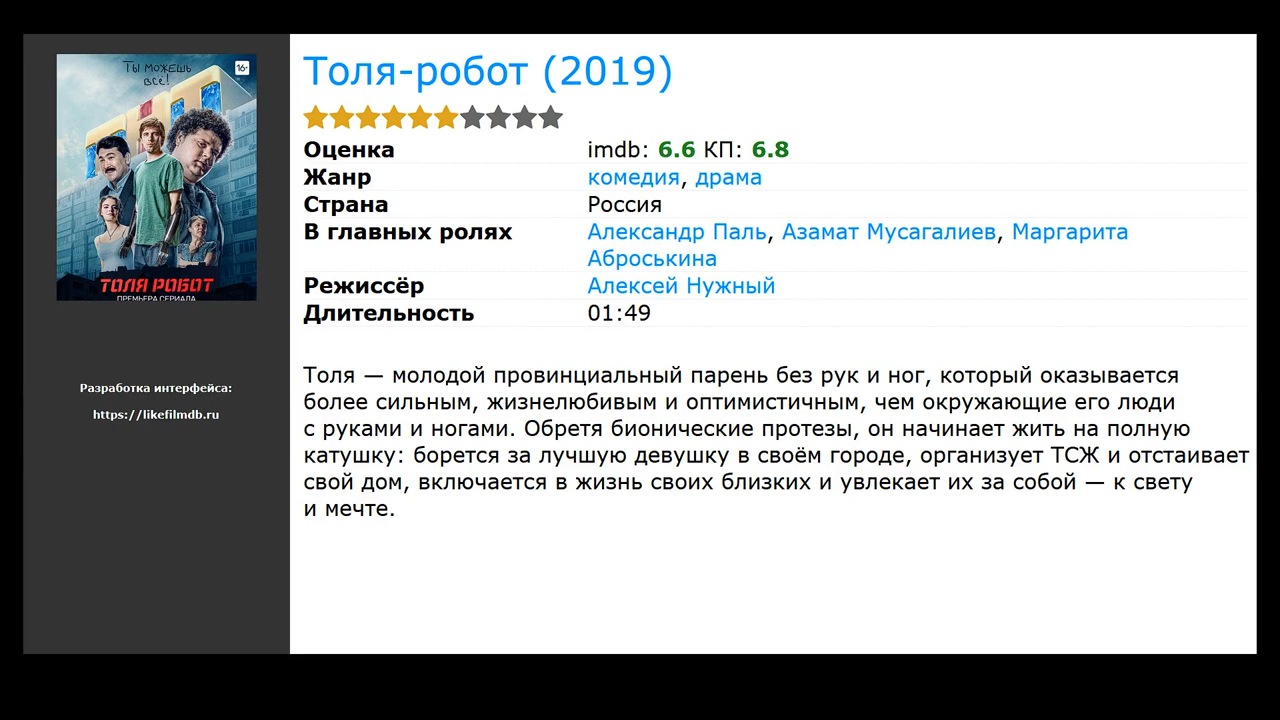 Ты можешь
всё!
16+
ТОЛЯ РОБОТ
ПРЕМЬЕРА СЕРИАЛА
Разработка интерфейса:
https://likefilmdb.ru
Толя-робот (2019)
Оценка imdb: 6.6 КП: 6.8
Жанр комедия, драма
Страна Россия
В главных ролях Александр Паль, Азамат Мусагалиев, Маргарита
Аброськина
Режиссёр Алексей Нужный
Длительность 01:49
Толя — молодой провинциальный парень без рук и ног, который оказывается
более сильным, жизнелюбивым и оптимистичным, чем окружающие его люди
с руками и ногами. Обретя бионические протезы, он начинает жить на полную
катушку: борется за лучшую девушку в своём городе, организует ТСЖ и отстаивает
свой дом, включается в жизнь своих близких и увлекает их за собой — к свету
и мечте.